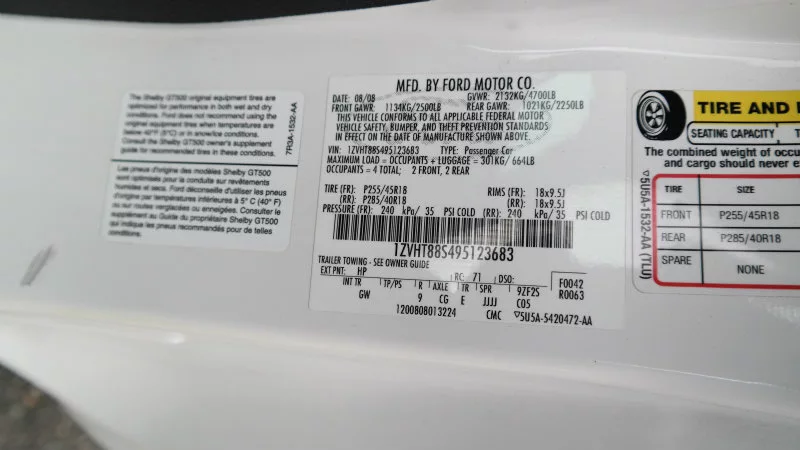 The Shelby GT500 original equipment tires are
optimized for performance in both wet and dry
conditions. Ford does not recommend using the
original equipment tires when temperatures are
below 40°F (5°C) or in snow/ice conditions.
Consult the Shelby GT500 owner's supplement
guide for recommended tires in these conditions.
7R3A-1532-AA
Les pneus d'origine des modèles Shelby GT500
sont optimisés pour la conduite sur revêtements
humides et secs. Ford déconseille d'utiliser les pneus
d'origine par températures inférieures à 5° C (40° F)
ou en conditions neigeuses/verglacées. Consulter le
supplément au Guide du propriétaire Shelby GT500
qui indique les pneus recommandés pour de
telles conditions.
MFD. BY FORD MOTOR CO.
DATE: 08/08 GVWR: 2132KG/4700LB
FRONT GAWR: 1134KG/2500LB REAR GAWR: 1021KG/2250LB
THIS VEHICLE CONFORMS TO ALL APPLICABLE FEDERAL MOTOR
VEHICLE SAFETY, BUMPER, AND THEFT PREVENTION STANDARDS
IN EFFECT ON THE DATE OF MANUFACTURE SHOWN ABOVE.
VIN: 1ZVHT88S495123683 TYPE: Passenger Car
MAXIMUM LOAD = OCCUPANTS + LUGGAGE = 301KG/ 664LB
OCCUPANTS = 4 TOTAL; 2 FRONT, 2 REAR
TIRE (FR): P255/45R18 RIMS (FR): 18x9.5J
(RR): P285/40R18 (RR): 18x9.5J
PRESSURE (FR): 240 kPa/ 35 PSI COLD (RR): 240 kPa/ 35 PSI COLD
1ZVHT88S495123683
TRAILER TOWING - SEE OWNER GUIDE
EXT PNT: HP RC: 71 DSO: F0042
INT TR TP/PS R AXLE TR SPR 9ZF25 R0063
GW 9 CG E JJJJ C05
1200808013224 CMC ▽5U5A-5420472-AA
TIRE AND
SEATING CAPACITY
The combined weight of occu
and cargo should never e
▽5U5A-1532-AA (TLU)
TIRE SIZE
FRONT P255/45R18
REAR P285/40R18
SPARE NONE